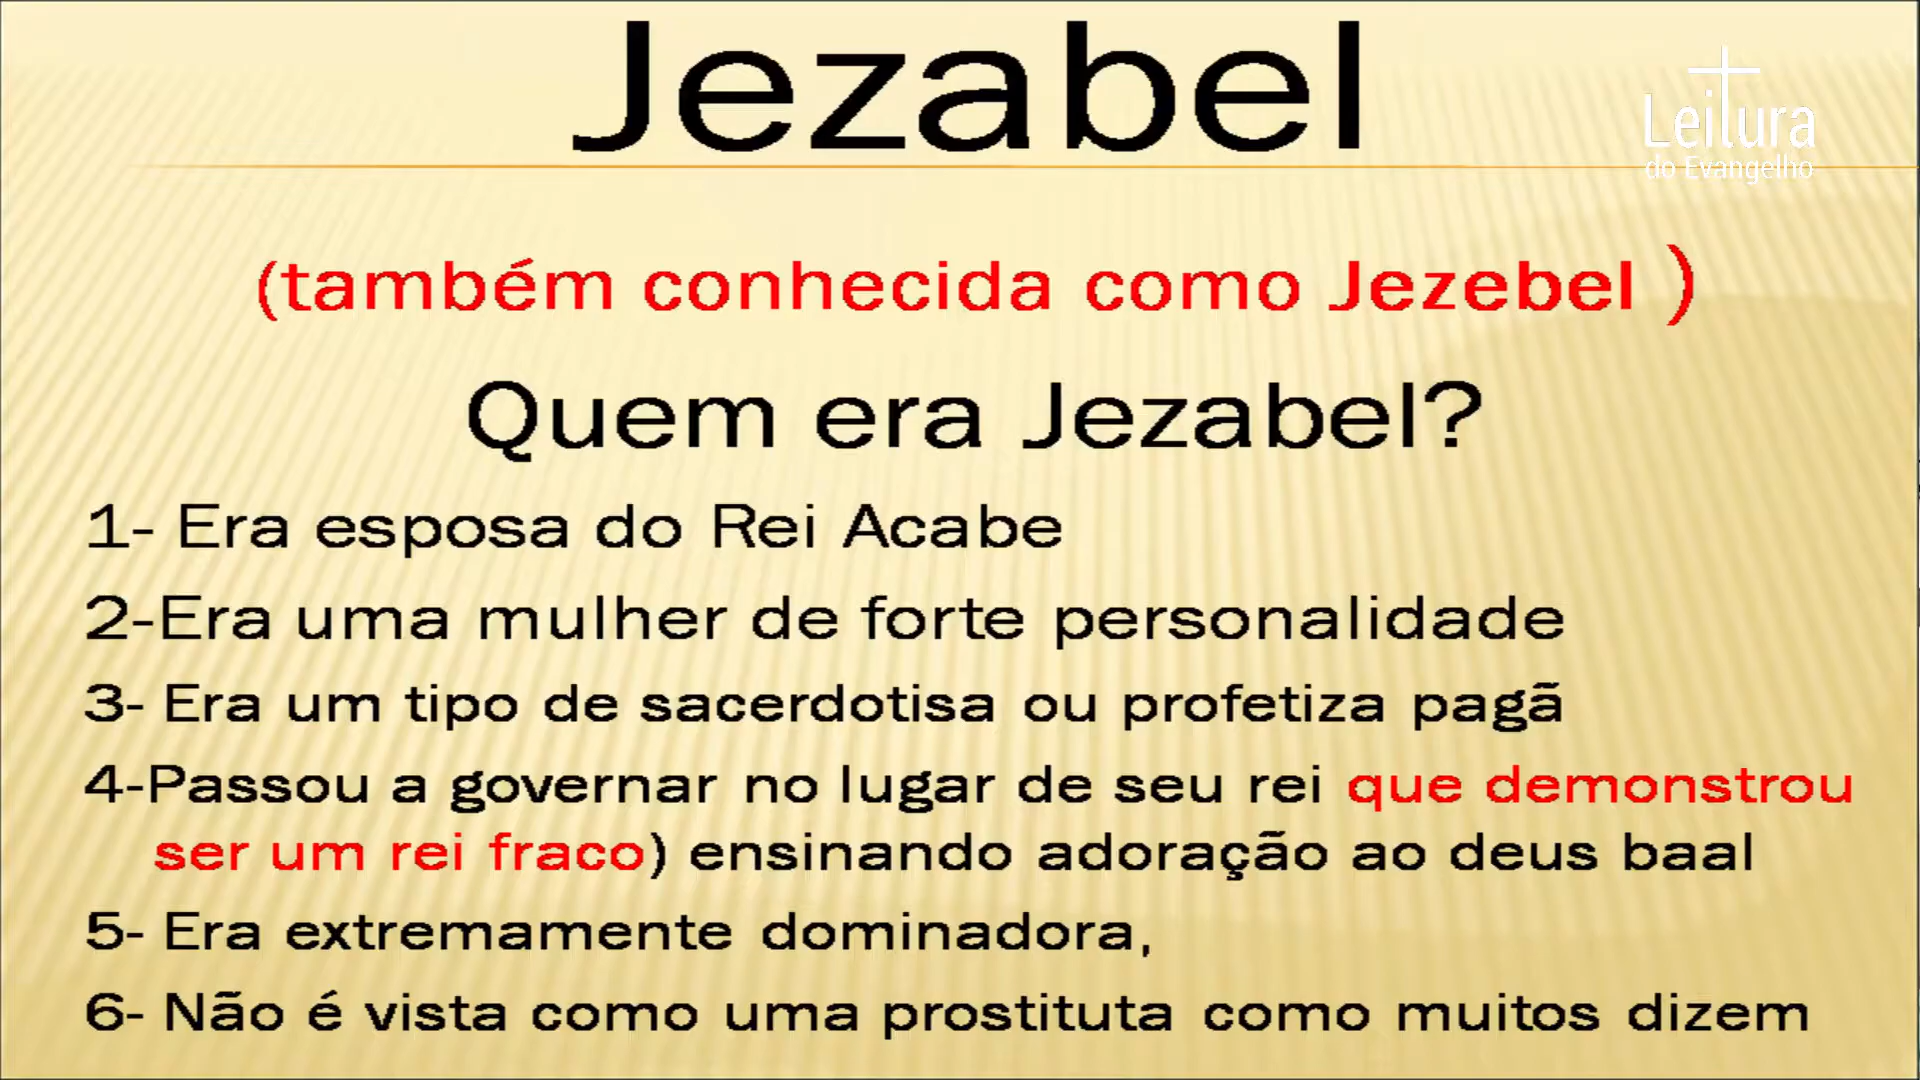 Jezabel
Leitura
do Evangelho
(também conhecida como Jezebel )
Quem era Jezabel?
1- Era esposa do Rei Acabe
2-Era uma mulher de forte personalidade
3- Era um tipo de sacerdotisa ou profetiza pagã
4-Passou a governar no lugar de seu rei que demonstrou
ser um rei fraco) ensinando adoração ao deus baal
5- Era extremamente dominadora,
6- Não é vista como uma prostituta como muitos dizem